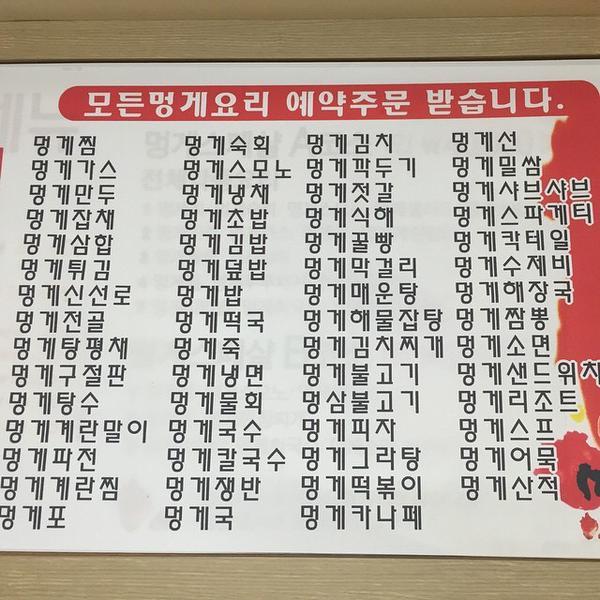 모든멍게요리 예약주문 받습니다.
멍게찜
멍게가스
멍게만두
멍게잡채
멍게삼합
멍게튀김
멍게신선로
멍게전골
멍게탕평채
멍게구절판
멍게탕수
멍게계란말이
멍게파전
멍게계란찜
멍게포
멍게숙회
멍게스모노
멍게냉채
멍게초밥
멍게김밥
멍게덮밥
멍게밥
멍게떡국
멍게죽
멍게냉면
멍게물회
멍게국수
멍게칼국수
멍게쟁반
멍게국
멍게김치
멍게깍두기
멍게젓갈
멍게식해
멍게꿀빵
멍게막걸리
멍게매운탕
멍게해물잡탕
멍게김치찌개
멍게불고기
멍삼불고기
멍게피자
멍게그라탕
멍게떡볶이
멍게카나페
멍게선
멍게밀쌈
멍게샤브샤브
멍게스파게티
멍게칵테일
멍게수제비
멍게해장국
멍게짬뽕
멍게소면
멍게샌드위치
멍게리조트
멍게스프
멍게어묵
멍게산적